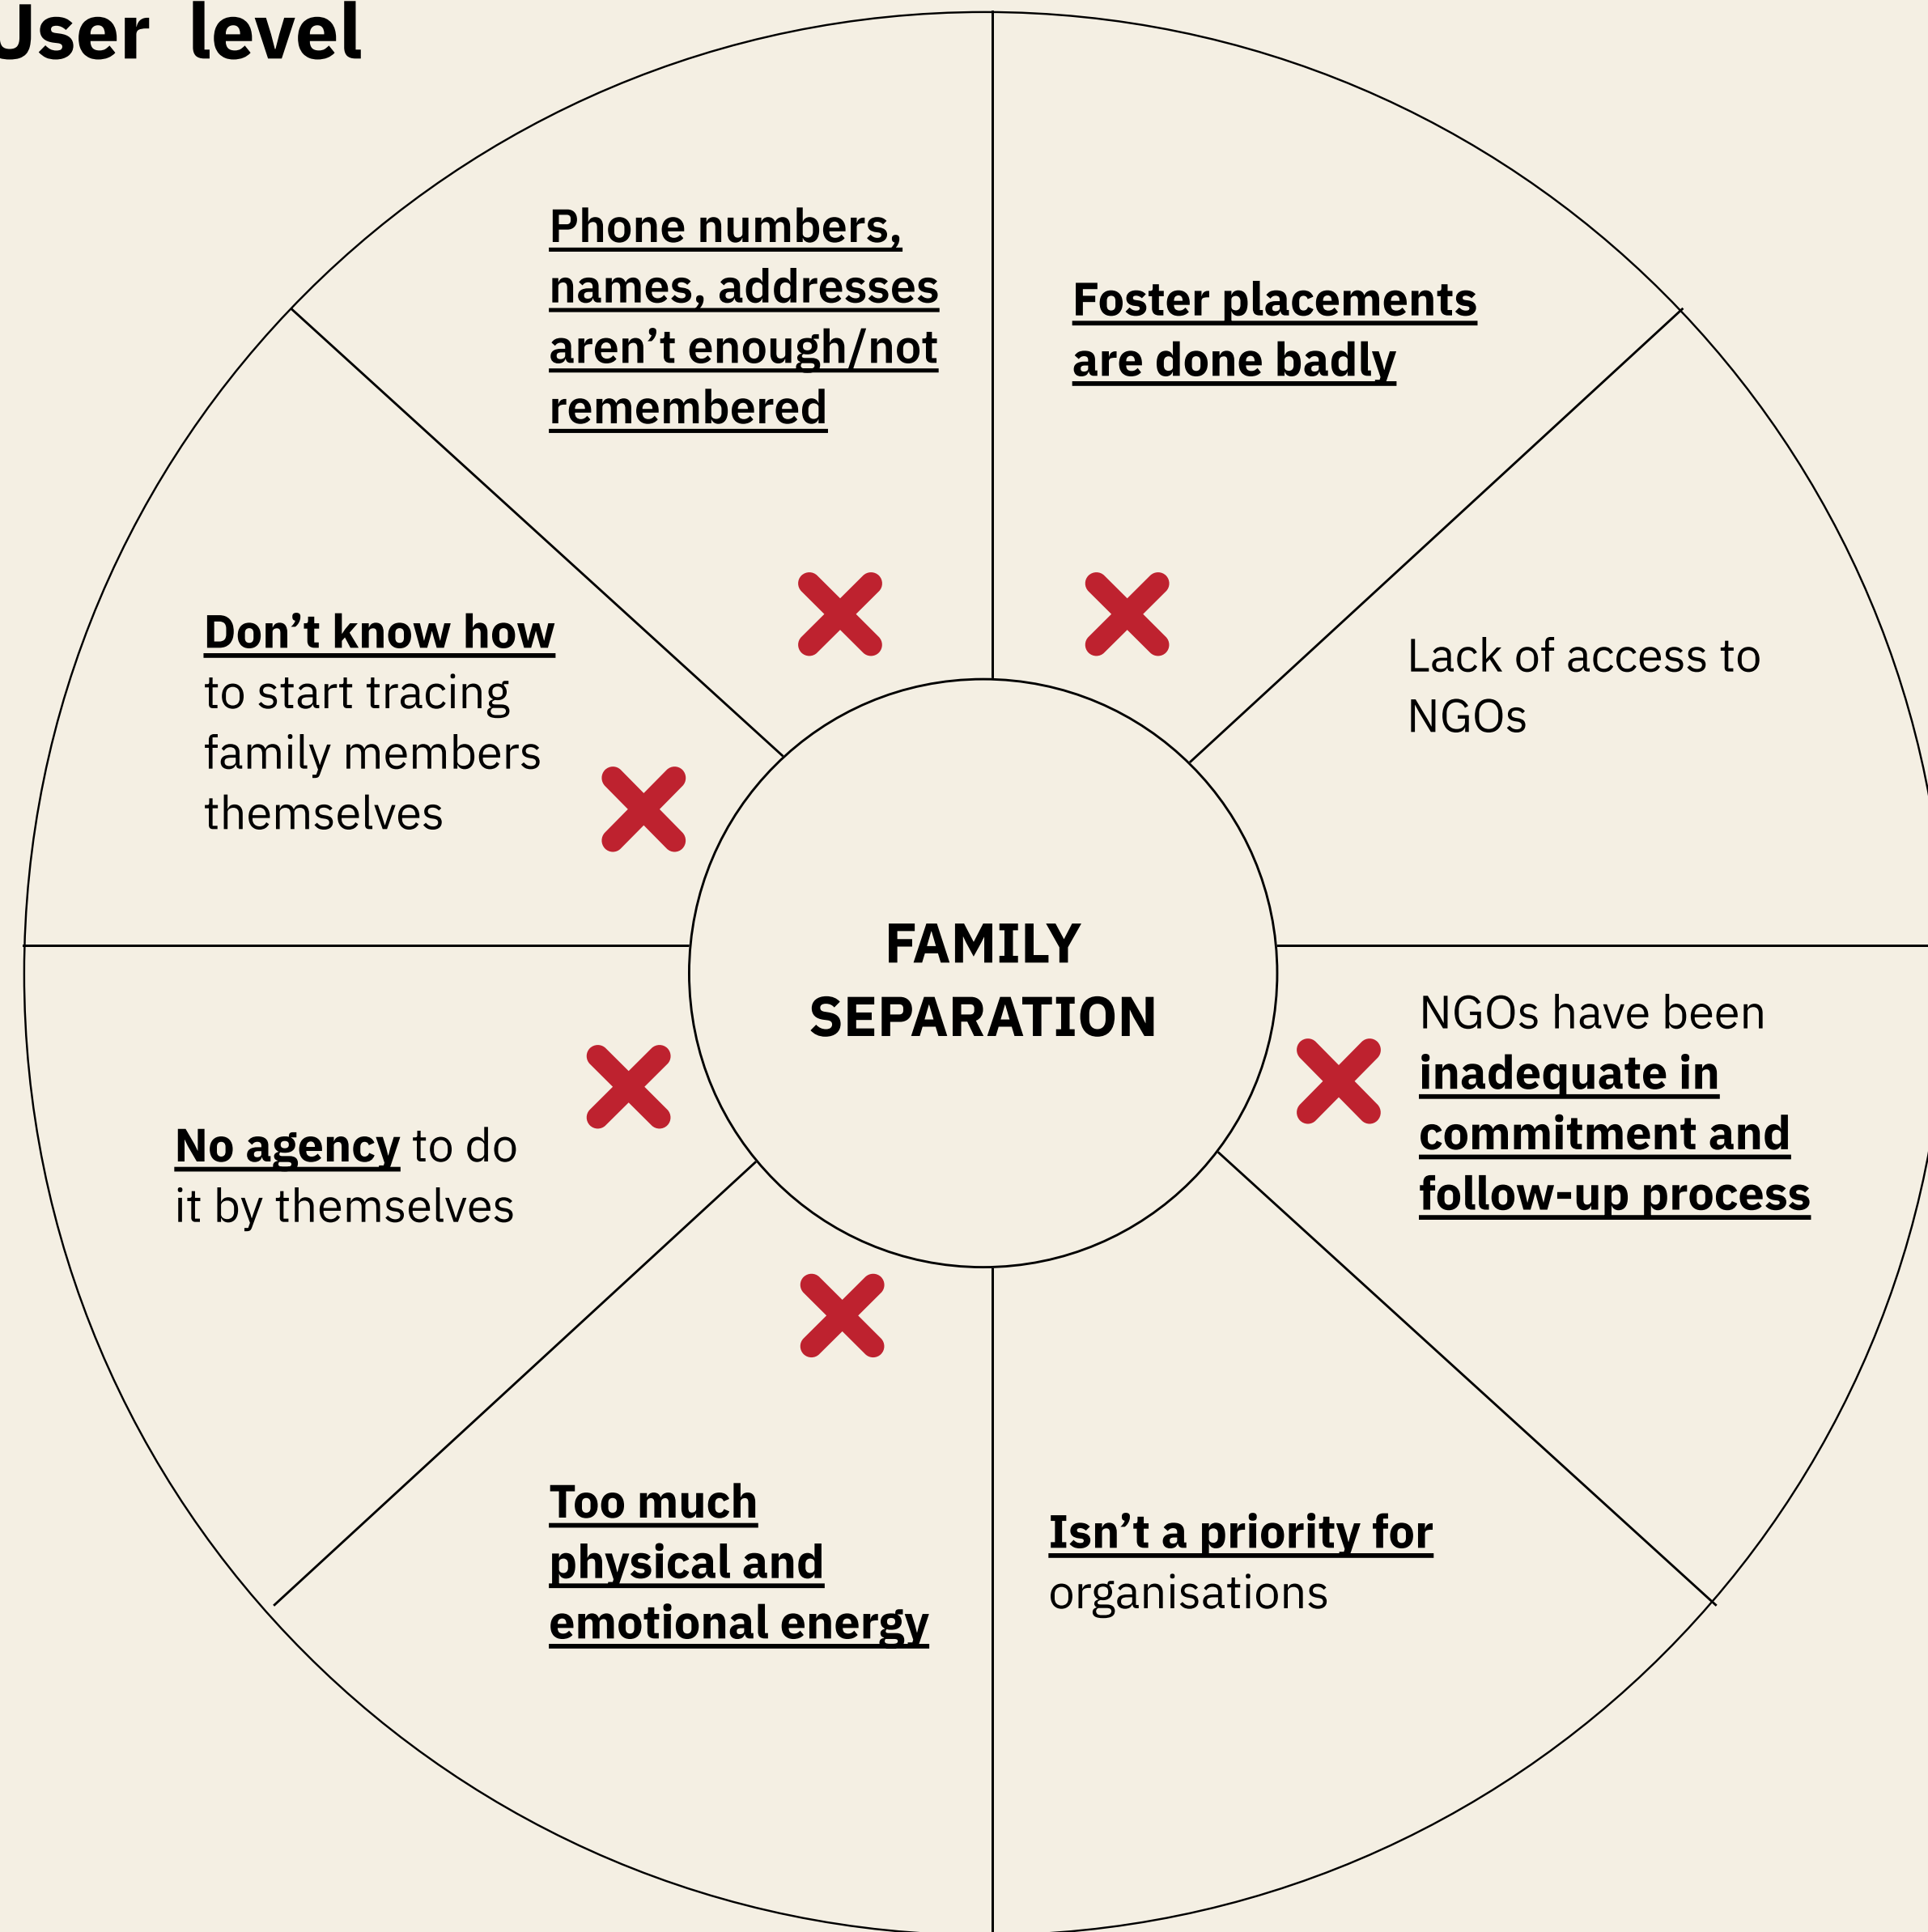 User level
Phone numbers,
names, addresses
aren’t enough/not
remembered
Foster placements
are done badly
Don’t know how
to start tracing
family members
themselves
Lack of access to
NGOs
FAMILY
SEPARATION
NGOs have been
inadequate in
commitment and
follow-up process
No agency to do
it by themselves
Too much
physical and
emotional energy
Isn’t a priority for
organisations